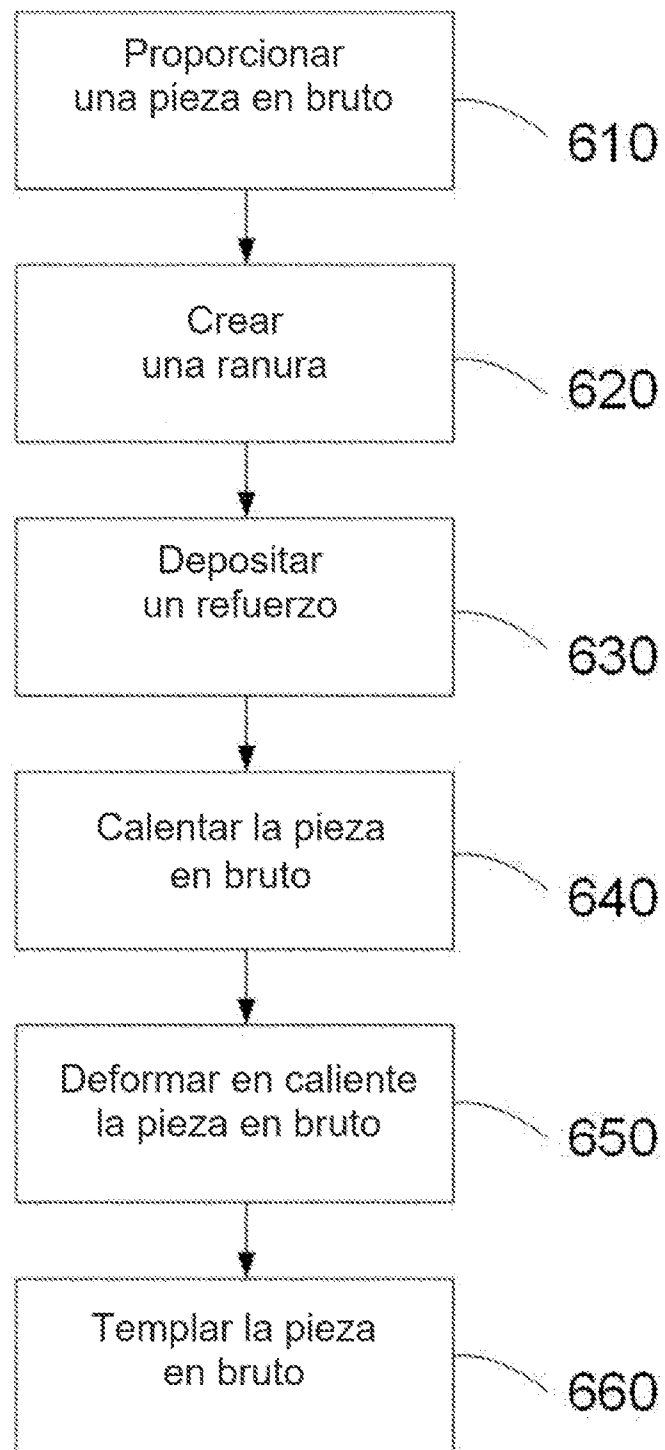 Proporcionar
una pieza en bruto
610
Crear
una ranura
620
Depositar
un refuerzo
630
Calentar la pieza
en bruto
640
Deformar en caliente
la pieza en bruto
650
Templar la pieza
en bruto
660